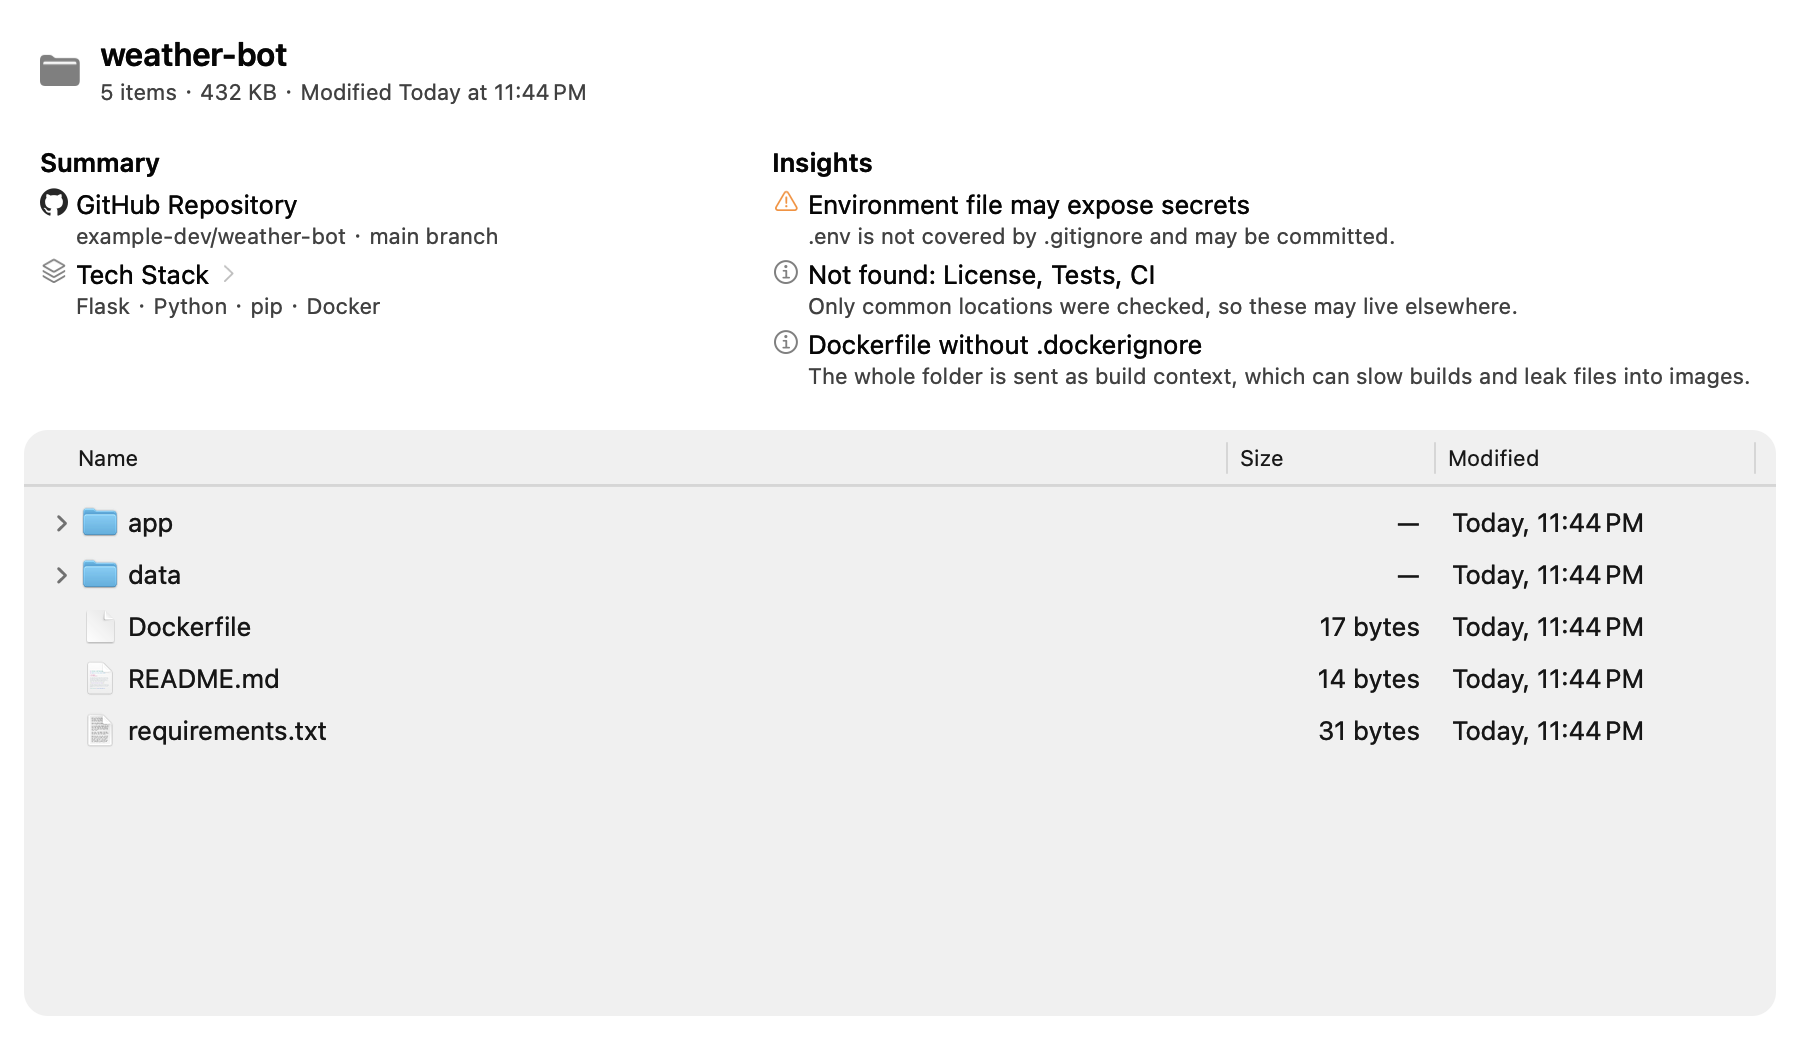 weather-bot
5 items · 432 KB · Modified Today at 11:44 PM
Summary
GitHub Repository
example-dev/weather-bot · main branch
Tech Stack
Flask · Python · pip · Docker
Insights
Environment file may expose secrets
.env is not covered by .gitignore and may be committed.
Not found: License, Tests, CI
Only common locations were checked, so these may live elsewhere.
Dockerfile without .dockerignore
The whole folder is sent as build context, which can slow builds and leak files into images.
Name Size Modified
app — Today, 11:44 PM
data — Today, 11:44 PM
Dockerfile 17 bytes Today, 11:44 PM
README.md 14 bytes Today, 11:44 PM
requirements.txt 31 bytes Today, 11:44 PM